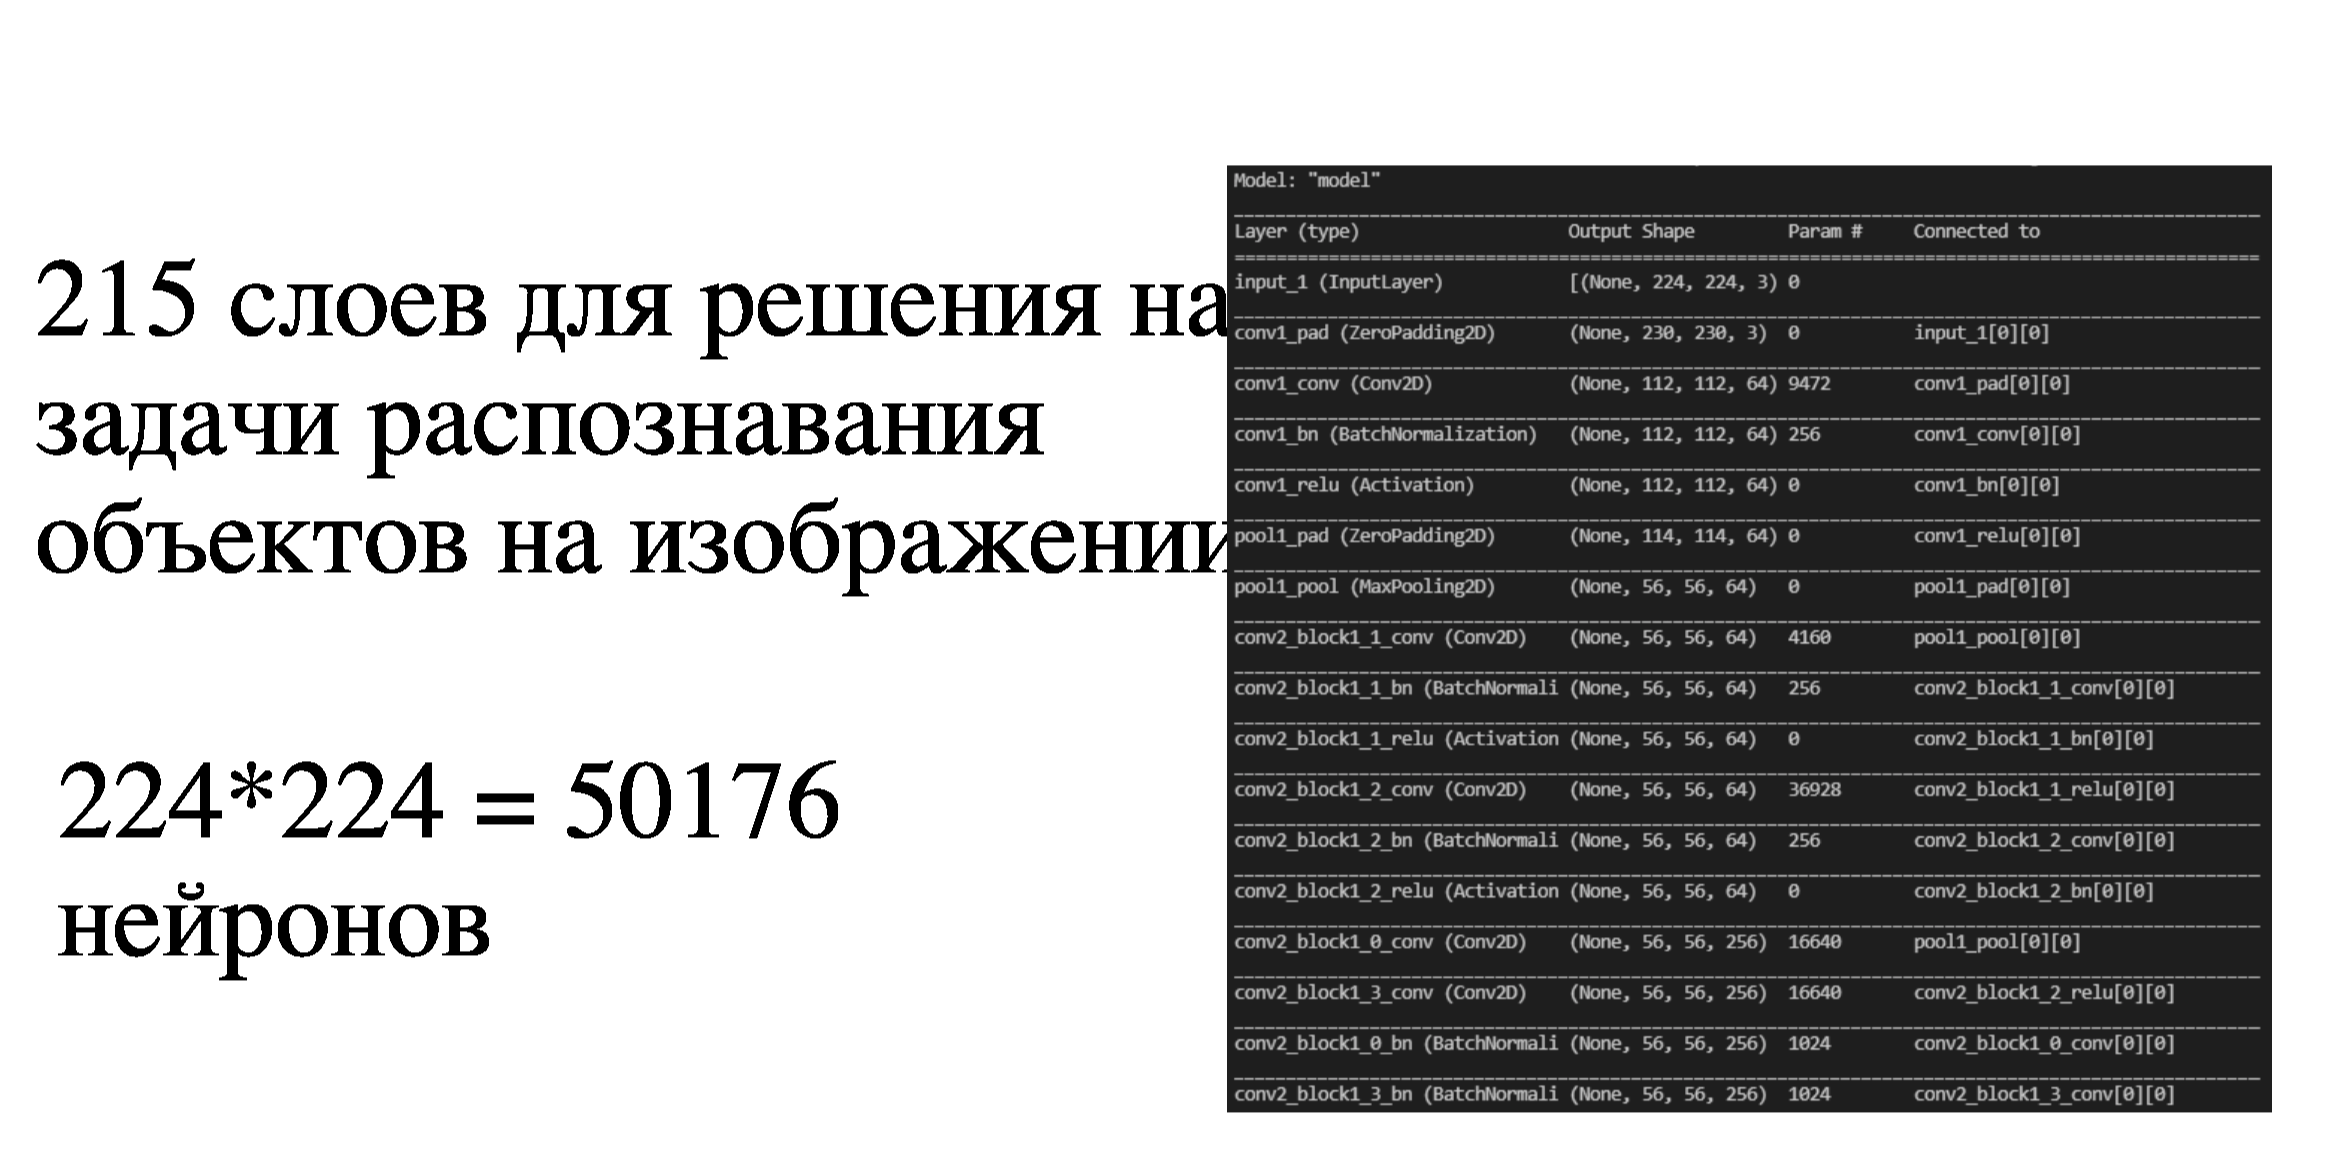 215 слоев для решения на
задачи распознавания
объектов на изображении
224*224 = 50176
нейронов
Model: "model"
Layer (type) Output Shape Param # Connected to
input_1 (InputLayer) [(None, 224, 224, 3) 0
conv1_pad (ZeroPadding2D) (None, 230, 230, 3) 0 input_1[0][0]
conv1_conv (Conv2D) (None, 112, 112, 64) 9472 conv1_pad[0][0]
conv1_bn (BatchNormalization) (None, 112, 112, 64) 256 conv1_conv[0][0]
conv1_relu (Activation) (None, 112, 112, 64) 0 conv1_bn[0][0]
pool1_pad (ZeroPadding2D) (None, 114, 114, 64) 0 conv1_relu[0][0]
pool1_pool (MaxPooling2D) (None, 56, 56, 64) 0 pool1_pad[0][0]
conv2_block1_1_conv (Conv2D) (None, 56, 56, 64) 4160 pool1_pool[0][0]
conv2_block1_1_bn (BatchNormali (None, 56, 56, 64) 256 conv2_block1_1_conv[0][0]
conv2_block1_1_relu (Activation (None, 56, 56, 64) 0 conv2_block1_1_bn[0][0]
conv2_block1_2_conv (Conv2D) (None, 56, 56, 64) 36928 conv2_block1_1_relu[0][0]
conv2_block1_2_bn (BatchNormali (None, 56, 56, 64) 256 conv2_block1_2_conv[0][0]
conv2_block1_2_relu (Activation (None, 56, 56, 64) 0 conv2_block1_2_bn[0][0]
conv2_block1_0_conv (Conv2D) (None, 56, 56, 256) 16640 pool1_pool[0][0]
conv2_block1_3_conv (Conv2D) (None, 56, 56, 256) 16640 conv2_block1_2_relu[0][0]
conv2_block1_0_bn (BatchNormali (None, 56, 56, 256) 1024 conv2_block1_0_conv[0][0]
conv2_block1_3_bn (BatchNormali (None, 56, 56, 256) 1024 conv2_block1_3_conv[0][0]